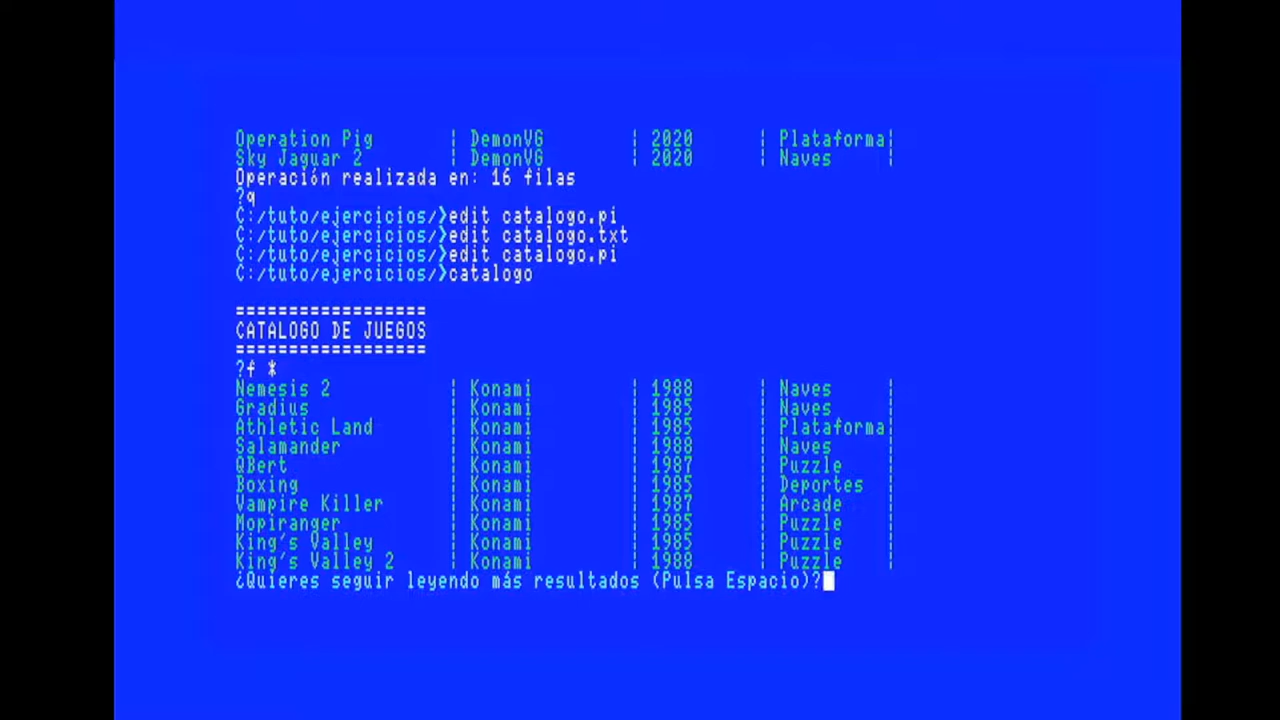 Operation Pig | DemonVG | 2020 | Plataforma|
Sky Jaguar 2 | DemonVG | 2020 | Naves |
Operación realizada en: 16 filas
?q
C:/tuto/ejercicios/>edit catalogo.pi
C:/tuto/ejercicios/>edit catalogo.txt
C:/tuto/ejercicios/>edit catalogo.pi
C:/tuto/ejercicios/>catalogo
==================
CATALOGO DE JUEGOS
==================
?f *
Nemesis 2 | Konami | 1988 | Naves |
Gradius | Konami | 1985 | Naves |
Athletic Land | Konami | 1985 | Plataforma|
Salamander | Konami | 1988 | Naves |
QBert | Konami | 1987 | Puzzle |
Boxing | Konami | 1985 | Deportes |
Vampire Killer | Konami | 1987 | Arcade |
Mopiranger | Konami | 1985 | Puzzle |
King's Valley | Konami | 1985 | Puzzle |
King's Valley 2 | Konami | 1988 | Puzzle |
¿Quieres seguir leyendo más resultados (Pulsa Espacio)?